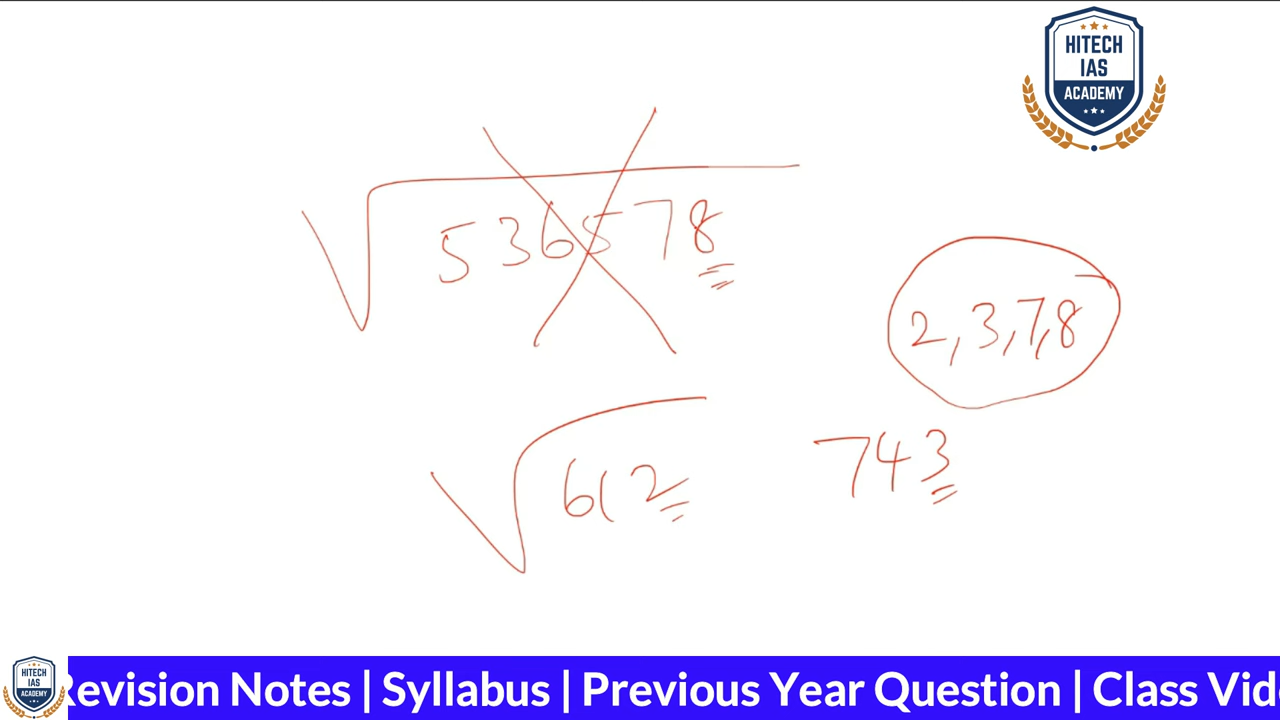 HITECH
IAS
ACADEMY
√536578
2,3,7,8
√612 743
HITECH
IAS
ACADEMY
Revision Notes | Syllabus | Previous Year Question | Class Vid